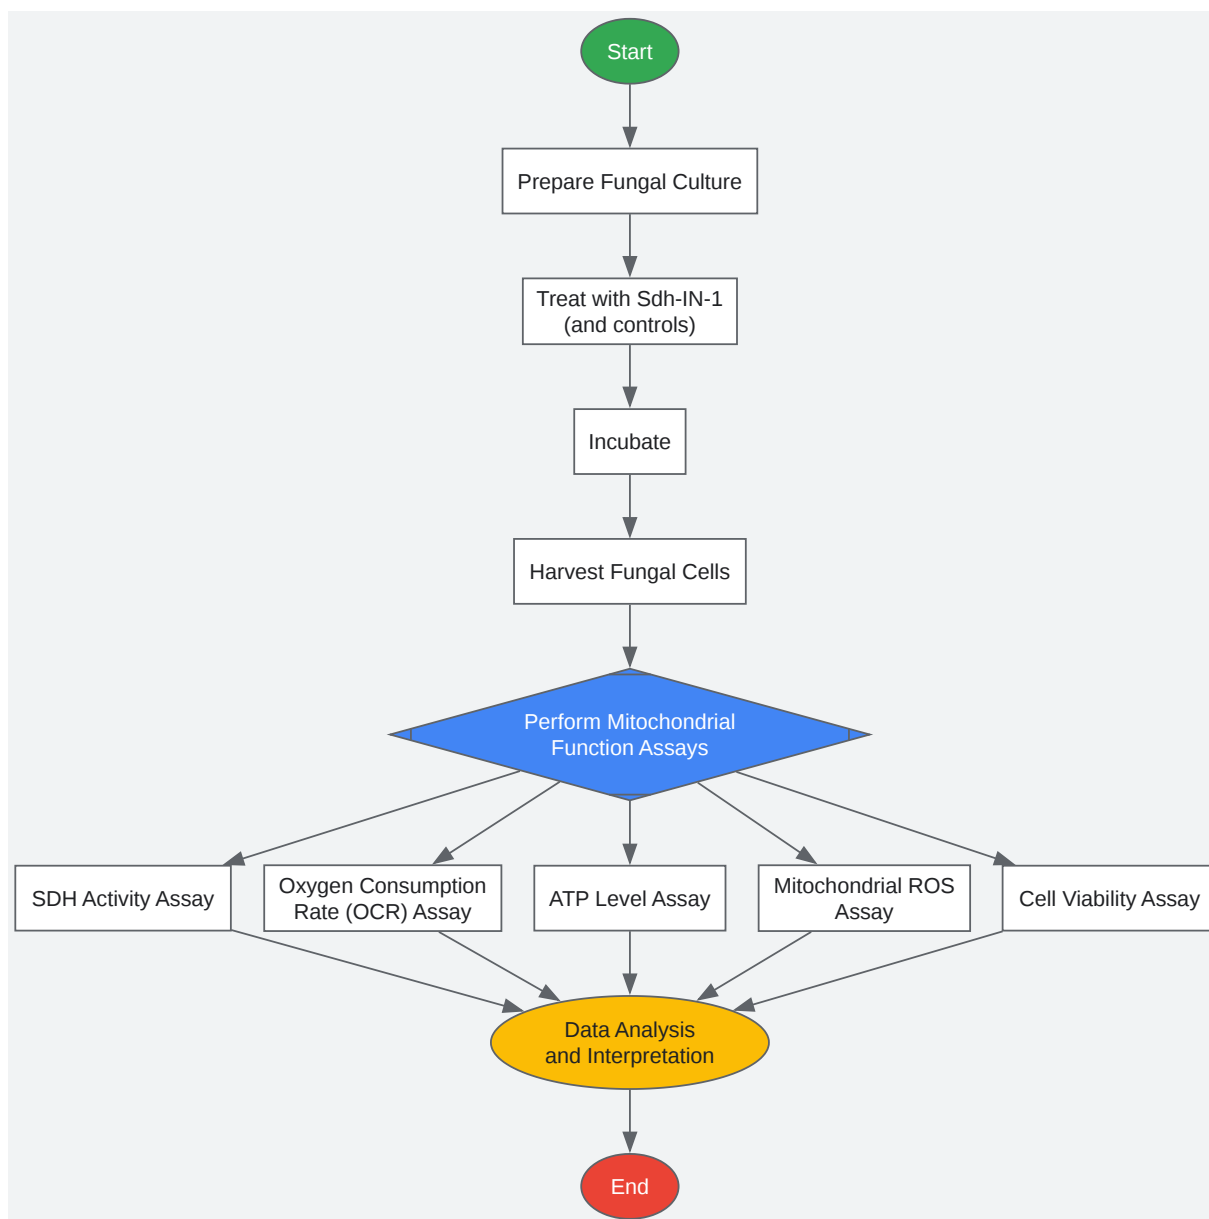 Start
Prepare Fungal Culture
Treat with Sdh-IN-1
(and controls)
Incubate
Harvest Fungal Cells
Perform Mitochondrial
Function Assays
SDH Activity Assay
Oxygen Consumption
Rate (OCR) Assay
ATP Level Assay
Mitochondrial ROS
Assay
Cell Viability Assay
Data Analysis
and Interpretation
End